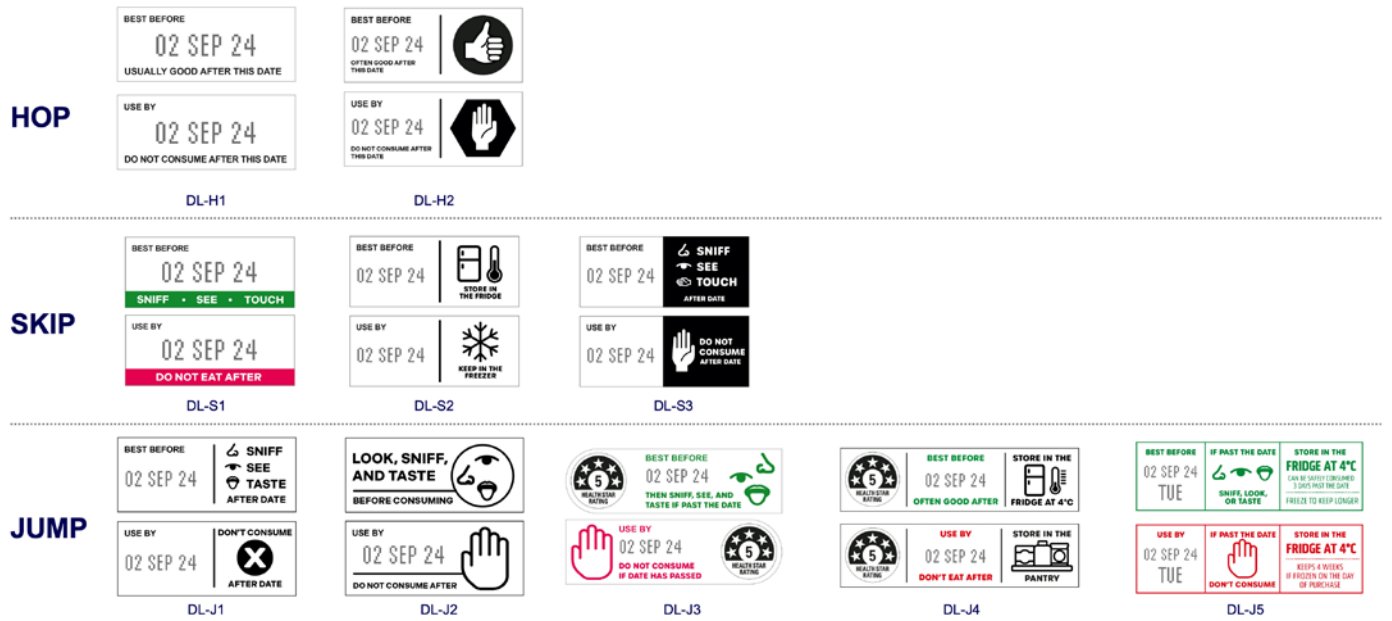 HOP
BEST BEFORE
02 SEP 24
USUALLY GOOD AFTER THIS DATE
USE BY
02 SEP 24
DO NOT CONSUME AFTER THIS DATE
DL-H1
BEST BEFORE
02 SEP 24
OFTEN GOOD AFTER
THIS DATE
USE BY
02 SEP 24
DO NOT CONSUME AFTER
THIS DATE
DL-H2
SKIP
BEST BEFORE
02 SEP 24
SNIFF • SEE • TOUCH
USE BY
02 SEP 24
DO NOT EAT AFTER
DL-S1
BEST BEFORE
02 SEP 24
STORE IN
THE FRIDGE
USE BY
02 SEP 24
KEEP IN THE
FREEZER
DL-S2
BEST BEFORE
02 SEP 24
SNIFF
SEE
TOUCH
AFTER DATE
USE BY
02 SEP 24
DO NOT
CONSUME
AFTER DATE
DL-S3
JUMP
BEST BEFORE
02 SEP 24
SNIFF
SEE
TASTE
AFTER DATE
USE BY
02 SEP 24
DON'T CONSUME
X
AFTER DATE
DL-J1
LOOK, SNIFF,
AND TASTE
BEFORE CONSUMING
USE BY
02 SEP 24
DO NOT CONSUME AFTER
DL-J2
5
HEALTH STAR
RATING
BEST BEFORE
02 SEP 24
THEN SNIFF, SEE, AND
TASTE IF PAST THE DATE
USE BY
02 SEP 24
DO NOT CONSUME
IF DATE HAS PASSED
5
HEALTH STAR
RATING
DL-J3
5
HEALTH STAR
RATING
BEST BEFORE
02 SEP 24
OFTEN GOOD AFTER
STORE IN THE
FRIDGE AT 4°C
5
HEALTH STAR
RATING
USE BY
02 SEP 24
DON'T EAT AFTER
STORE IN THE
PANTRY
DL-J4
BEST BEFORE
02 SEP 24
TUE
IF PAST THE DATE
SNIFF, LOOK,
OR TASTE
STORE IN THE
FRIDGE AT 4°C
CAN BE SAFELY CONSUMED
3 DAYS PAST THE DATE
FREEZE TO KEEP LONGER
USE BY
02 SEP 24
TUE
IF PAST THE DATE
DON'T CONSUME
STORE IN THE
FRIDGE AT 4°C
KEEPS 4 WEEKS
IF FROZEN ON THE DAY
OF PURCHASE
DL-J5